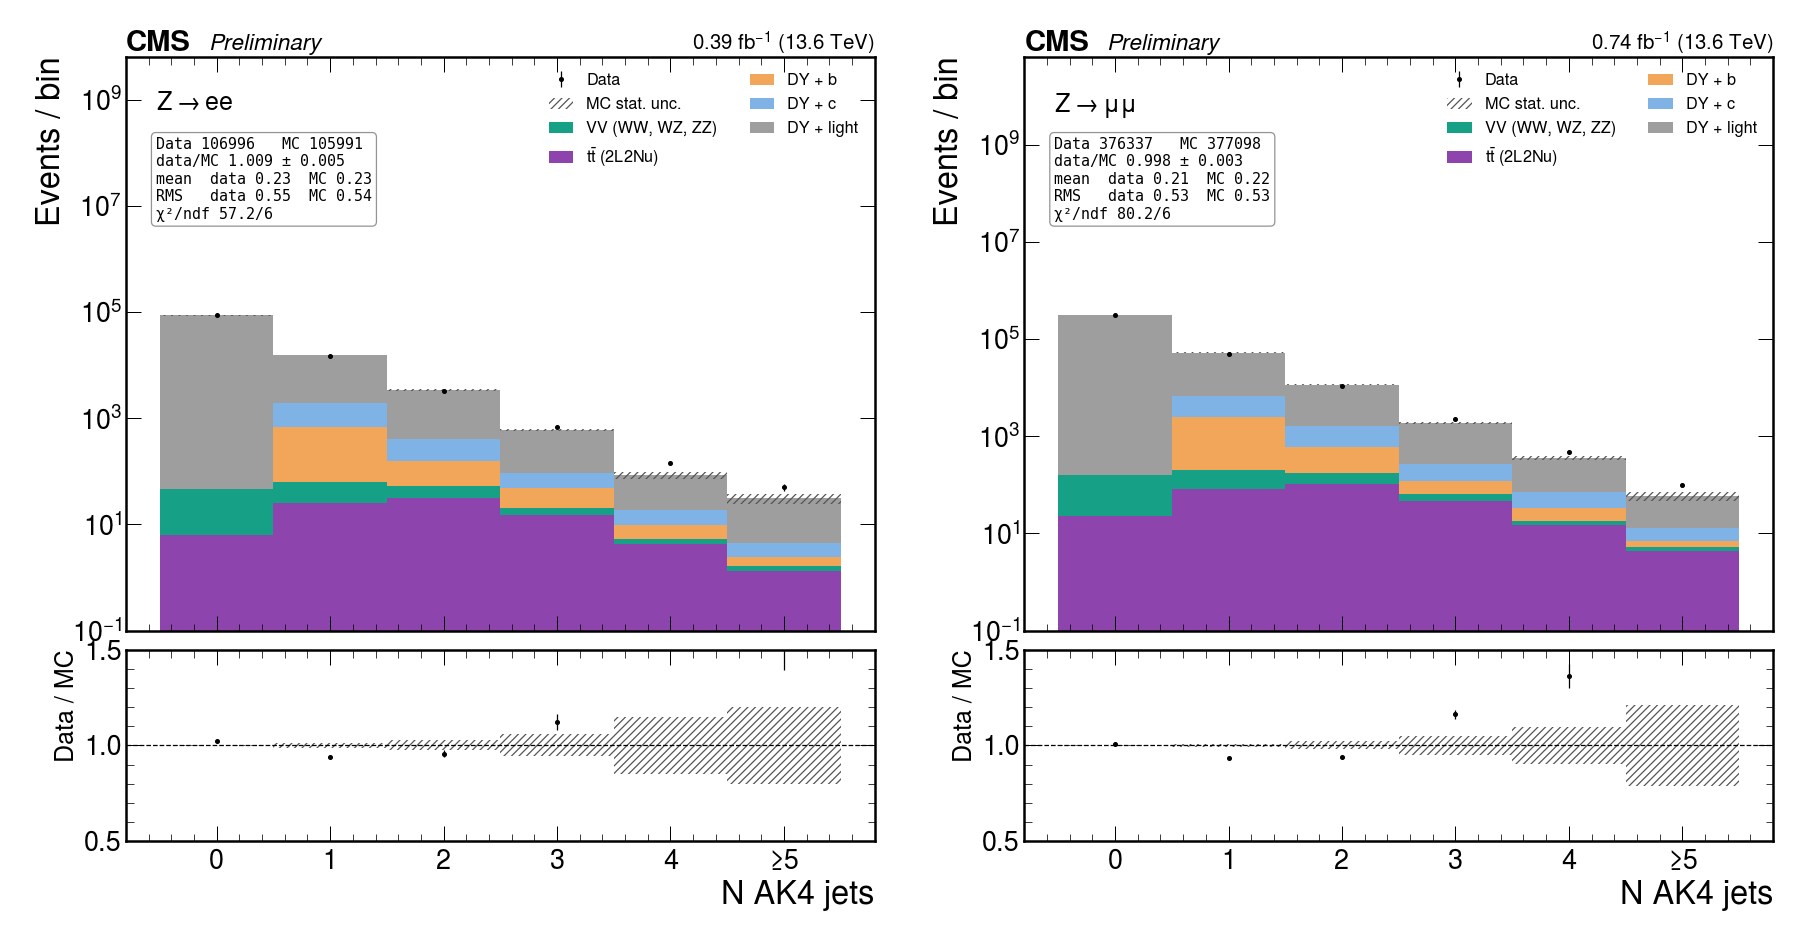 CMS Preliminary 0.39 fb⁻¹ (13.6 TeV)
Events / bin
Z→ee
Data
MC stat. unc.
VV (WW, WZ, ZZ)
tt̄ (2L2Nu)
DY + b
DY + c
DY + light
Data 106996 MC 105991
data/MC 1.009 ± 0.005
mean data 0.23 MC 0.23
RMS data 0.55 MC 0.54
χ²/ndf 57.2/6
10⁹
10⁷
10⁵
10³
10¹
10⁻¹
Data / MC
1.5
1.0
0.5
0 1 2 3 4 ≥5
N AK4 jets
CMS Preliminary 0.74 fb⁻¹ (13.6 TeV)
Events / bin
Z→μμ
Data
MC stat. unc.
VV (WW, WZ, ZZ)
tt̄ (2L2Nu)
DY + b
DY + c
DY + light
Data 376337 MC 377098
data/MC 0.998 ± 0.003
mean data 0.21 MC 0.22
RMS data 0.53 MC 0.53
χ²/ndf 80.2/6
10⁹
10⁷
10⁵
10³
10¹
10⁻¹
Data / MC
1.5
1.0
0.5
0 1 2 3 4 ≥5
N AK4 jets